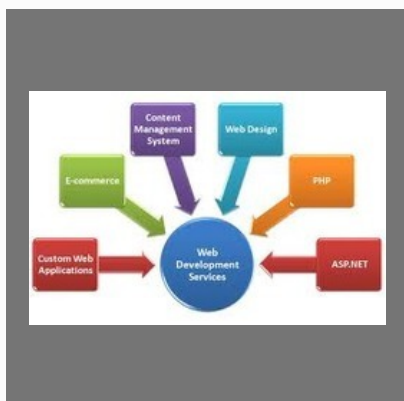 Content
Management
System
Web Design
E-commerce
PHP
Custom Web
Applications
Web
Development
Services
ASP.NET